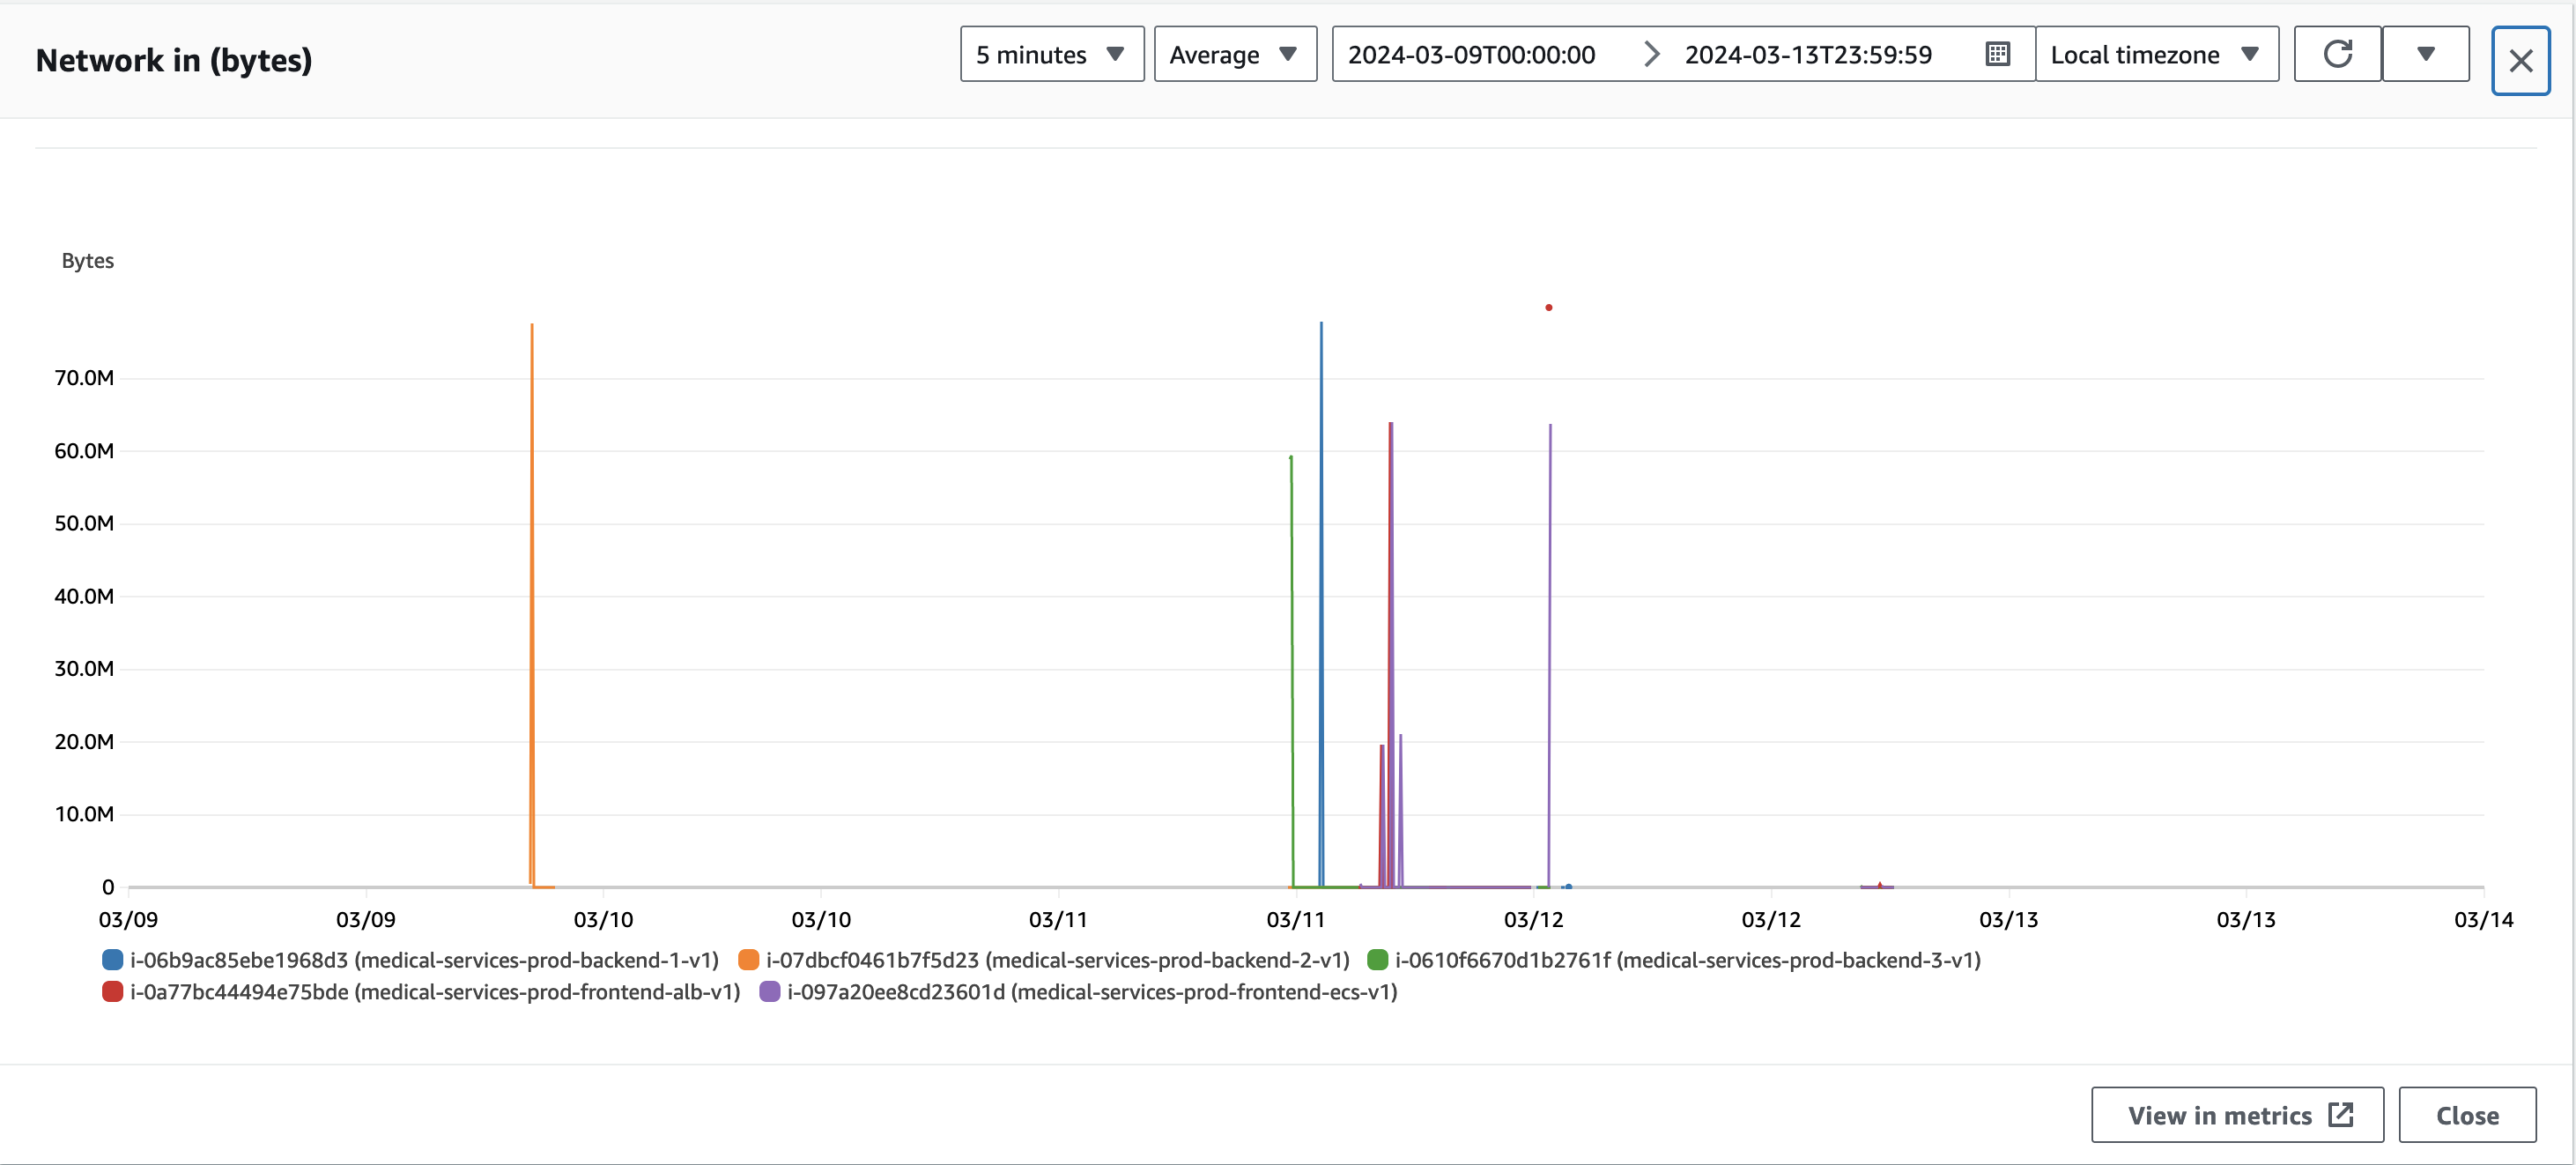 Network in (bytes)
5 minutes Average 2024-03-09T00:00:00 2024-03-13T23:59:59 Local timezone
Bytes
70.0M
60.0M
50.0M
40.0M
30.0M
20.0M
10.0M
0
03/09 03/09 03/10 03/10 03/11 03/11 03/12 03/12 03/13 03/13 03/14
i-06b9ac85ebe1968d3 (medical-services-prod-backend-1-v1) i-07dbcf0461b7f5d23 (medical-services-prod-backend-2-v1) i-0610f6670d1b2761f (medical-services-prod-backend-3-v1)
i-0a77bc44494e75bde (medical-services-prod-frontend-alb-v1) i-097a20ee8cd23601d (medical-services-prod-frontend-ecs-v1)
View in metrics Close